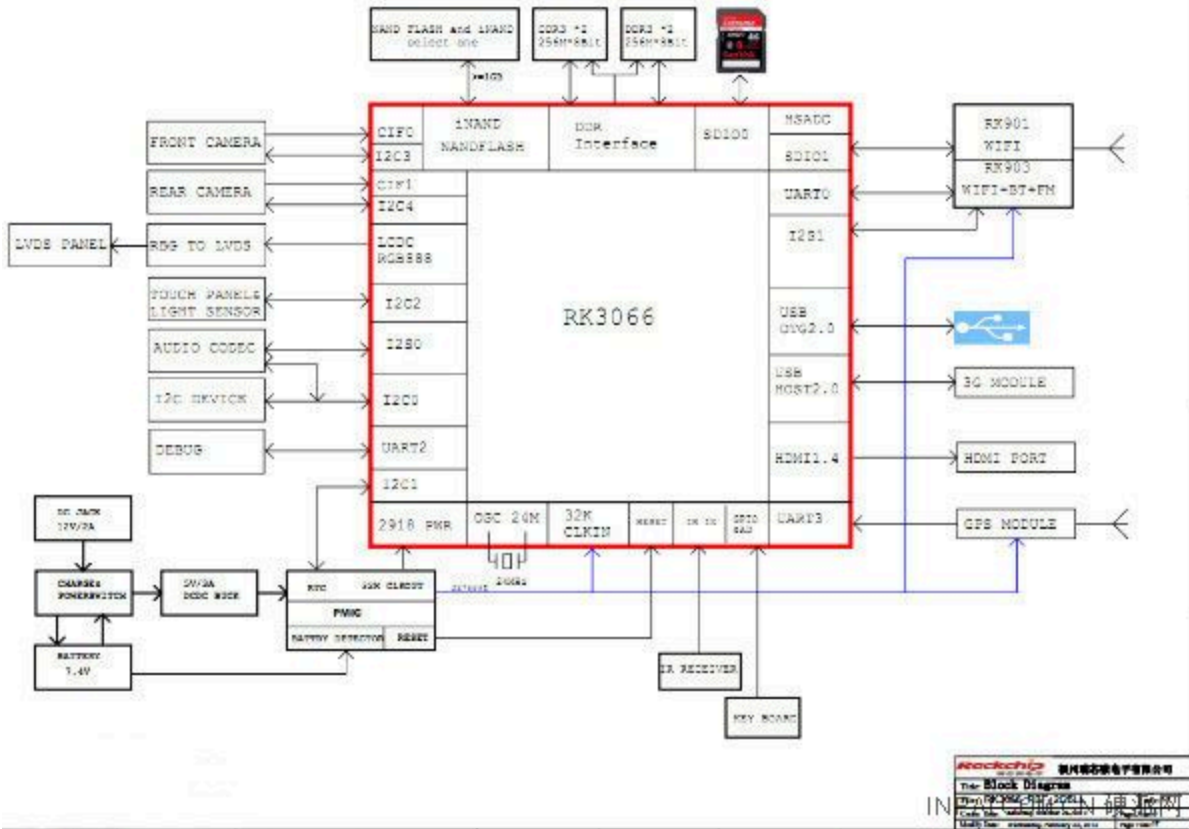 NAND FLASH and iNAND
select one
DDR3 *2
256M*8Bit
DDR3 *2
256M*8Bit
FRONT CAMERA
REAR CAMERA
LVDS PANEL
RBG TO LVDS
TOUCH PANEL&
LIGHT SENSOR
AUDIO CODEC
I2C DEVICE
DEBUG
CIF0
I2C3
CIF1
I2C4
LCDC
RGB888
I2C2
I2S0
I2C0
UART2
I2C1
iNAND
NANDFLASH
DDR
Interface
SDIO0
RK3066
MSADC
SDIO1
UART0
I2S1
USB
OTG2.0
USB
HOST2.0
HDMI1.4
UART3
2918 PWR
OSC 24M
32K
CLKIN
RESET
GPIO
RK901
WIFI
RK903
WIFI+BT+FM
3G MODULE
HDMI PORT
GPS MODULE
DC JACK
12V/2A
CHARGE&
POWERSWITCH
5V/3A
DCDC BUCK
BATTERY
7.4V
RTC
32K CLKOUT
PMIC
BATTERY DETECTOR
RESET
IR RECEIVER
KEY BOARD
Rockchip
Block Diagram